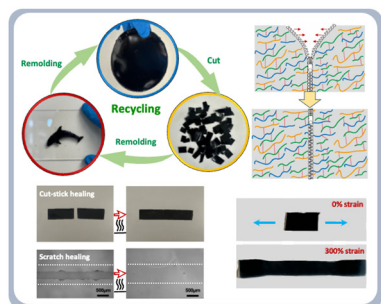 Remolding
Cut
Recycling
Remolding
Cut-stick healing
Scratch healing
500μm
500μm
0% strain
300% strain